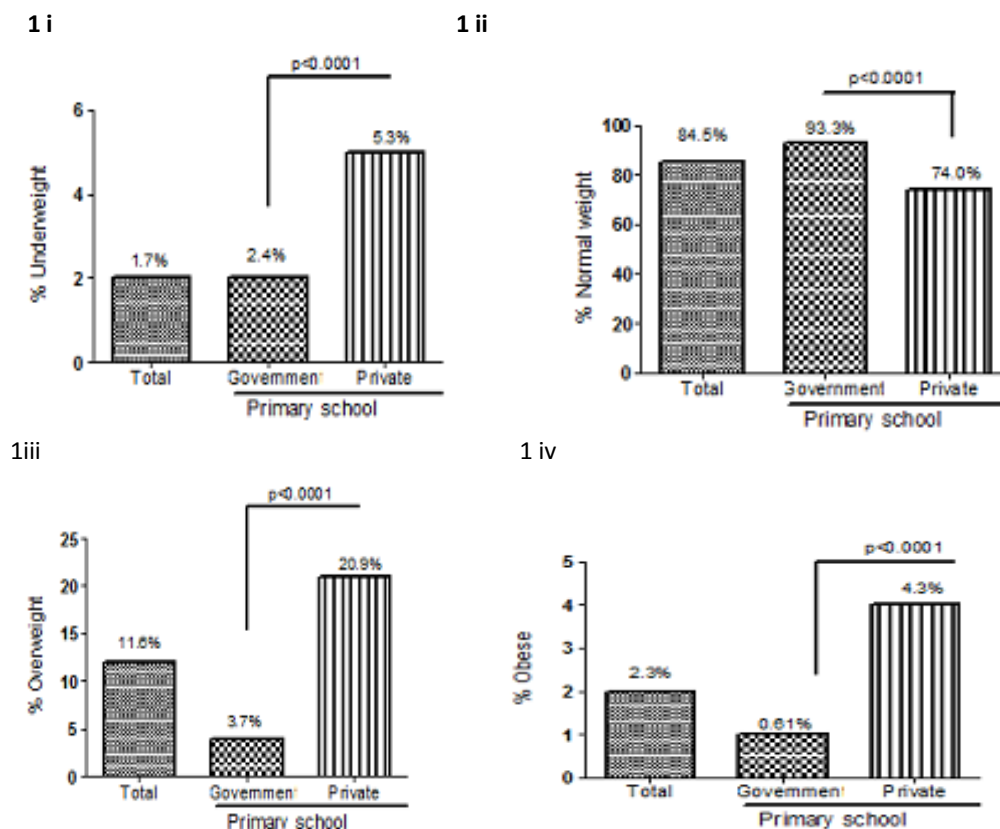 1 i
p<0.0001
6
4
2
0
% Underweight
1.7%
2.4%
5.3%
Total
Government
Private
Primary school
1 ii
p<0.0001
100
80
60
40
20
0
% Normal weight
84.5%
93.3%
74.0%
Total
Government
Private
Primary school
1iii
p<0.0001
25
20
15
10
5
0
% Overweight
11.6%
3.7%
20.9%
Total
Government
Private
Primary school
1 iv
p<0.0001
5
4
3
2
1
0
% Obese
2.3%
0.61%
4.3%
Total
Government
Private
Primary school